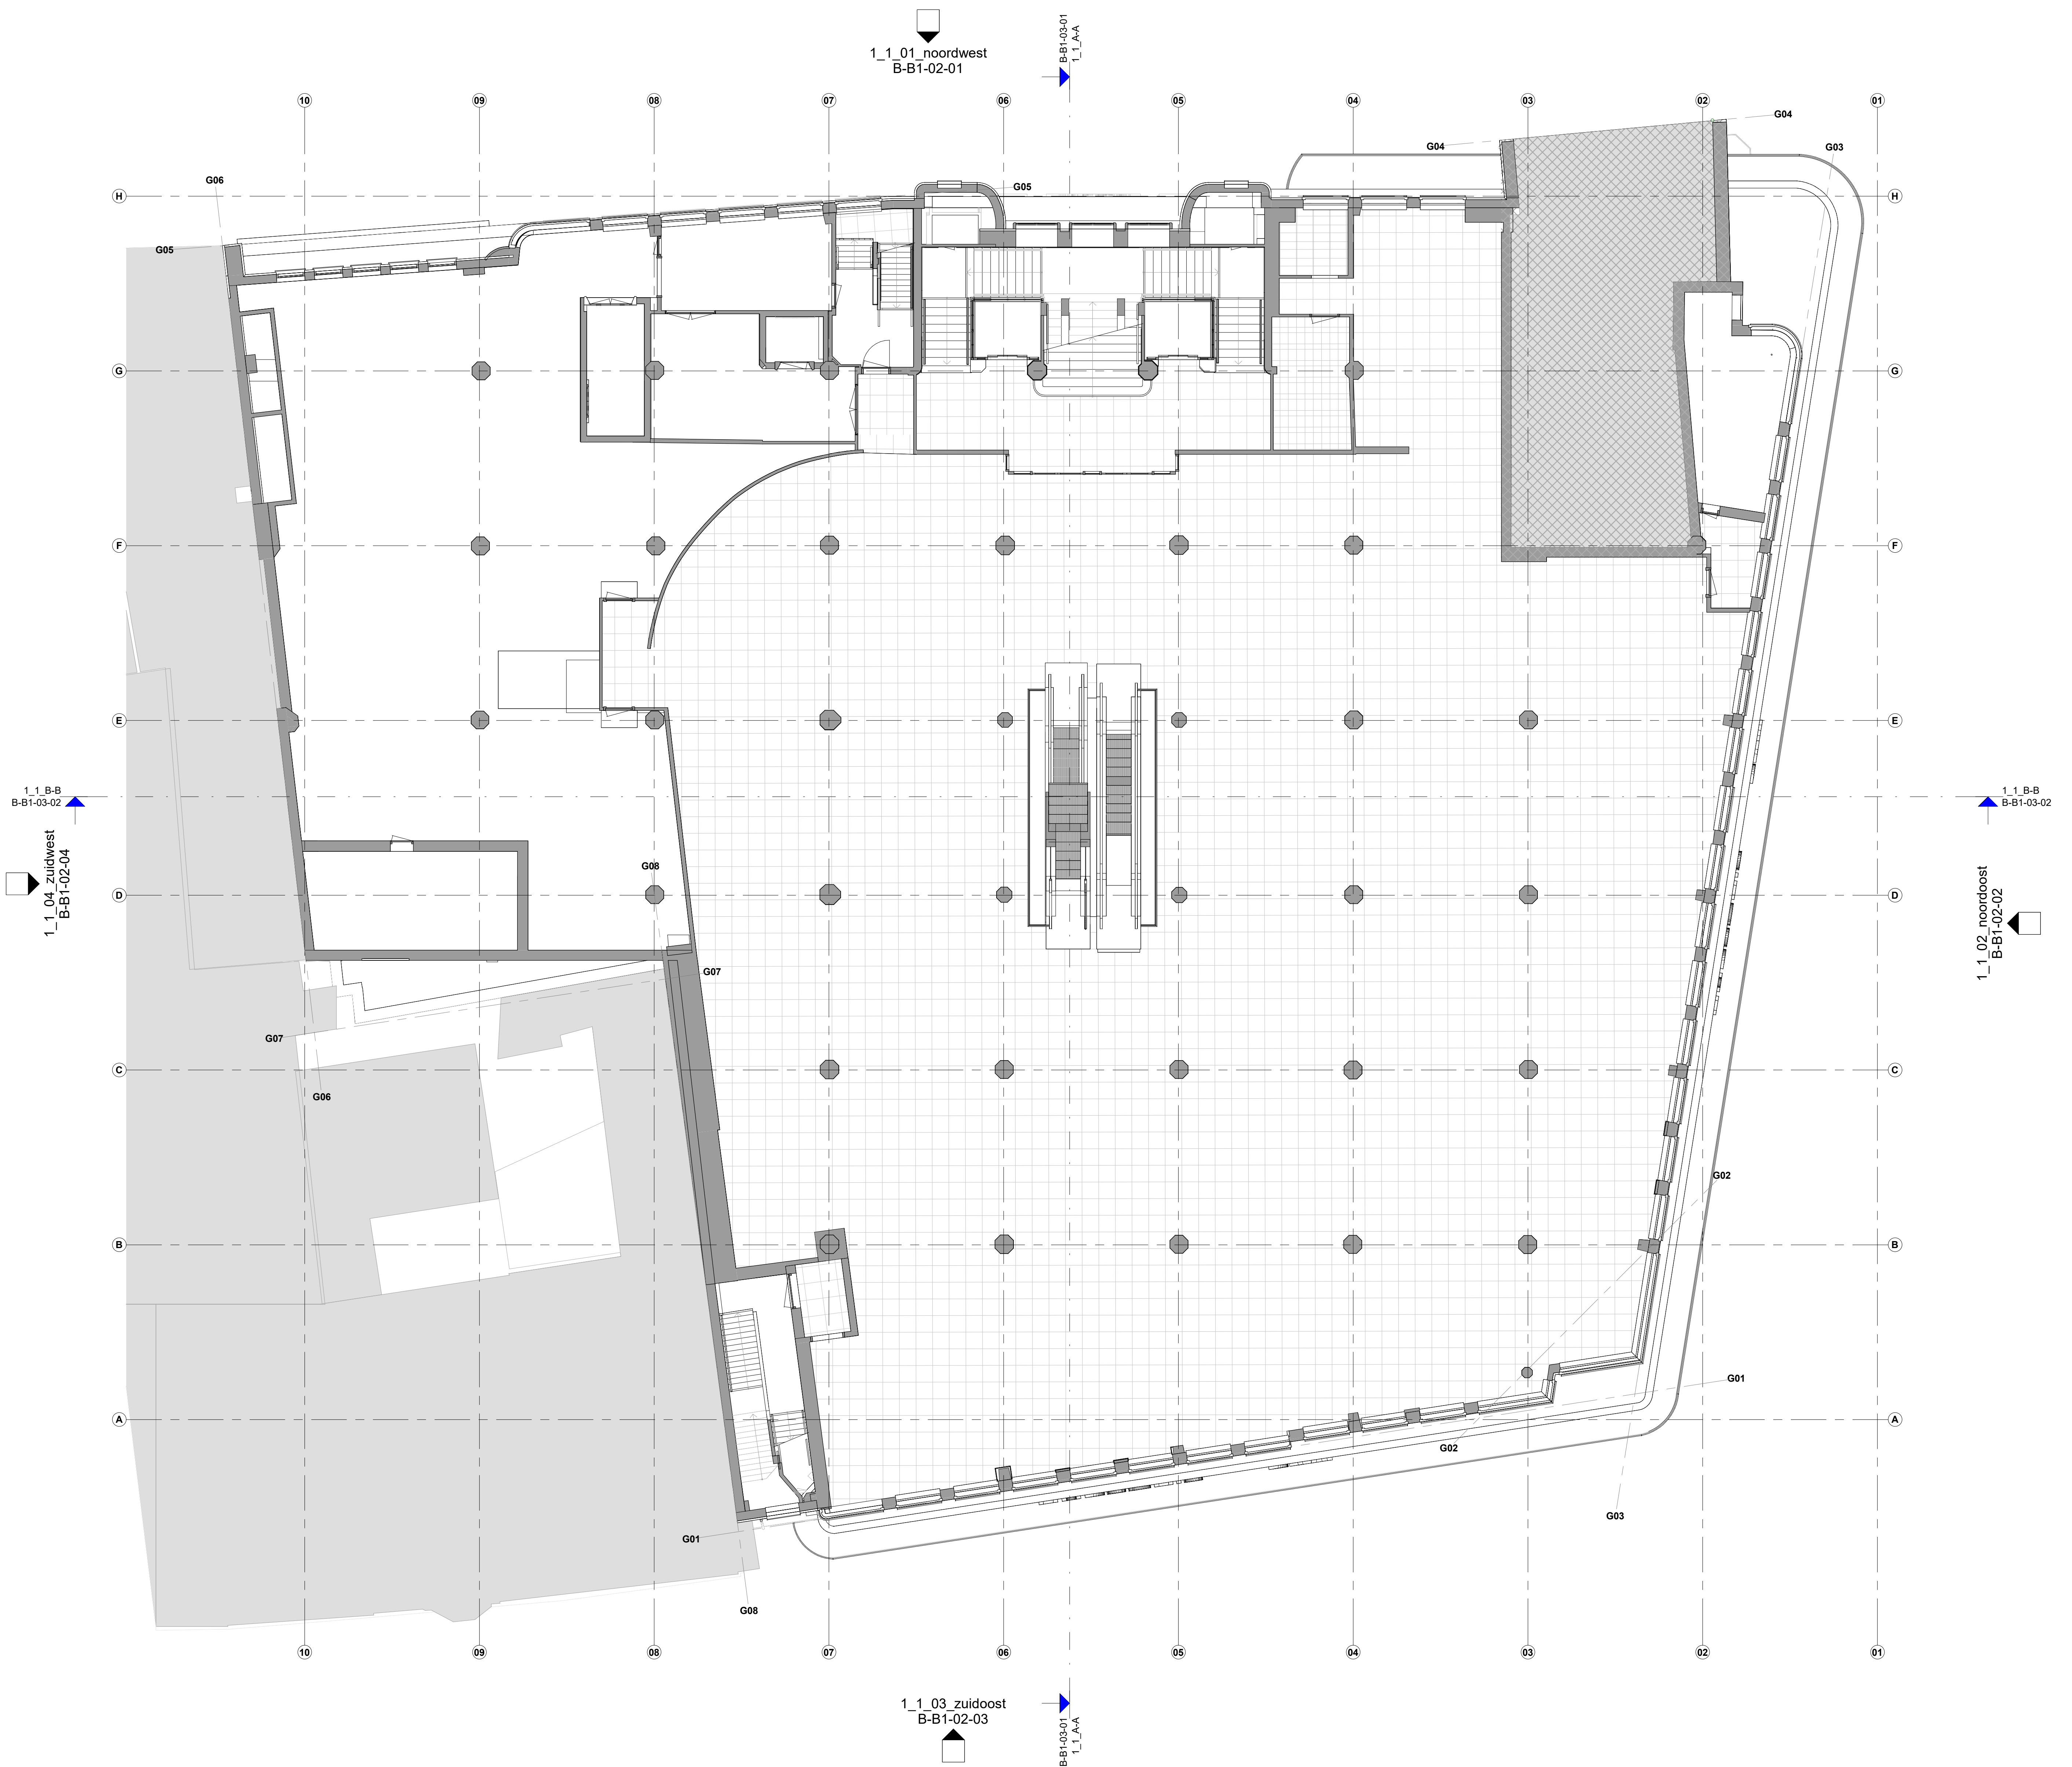 1_1_01_noordwest
B-B1-02-01
B-B1-03-01
1_1_A-A
10
09
08
07
06
05
04
03
02
01
G04
G04
G03
G06
G05
G05
H
H
G
G
F
F
E
E
1_1_B-B
B-B1-03-02
1_1_B-B
B-B1-03-02
1_1_04_zuidwest
B-B1-02-04
1_1_02_noordoost
B-B1-02-02
G08
D
D
G07
G07
C
C
G06
G02
B
B
G01
A
A
G02
G03
G01
G08
10
09
08
07
06
05
04
03
02
01
1_1_03_zuidoost
B-B1-02-03
B-B1-03-01
1_1_A-A